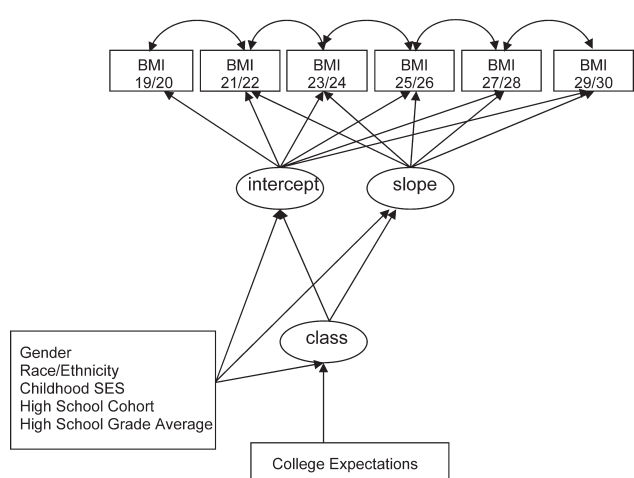 BMI
19/20
BMI
21/22
BMI
23/24
BMI
25/26
BMI
27/28
BMI
29/30
intercept
slope
class
Gender
Race/Ethnicity
Childhood SES
High School Cohort
High School Grade Average
College Expectations